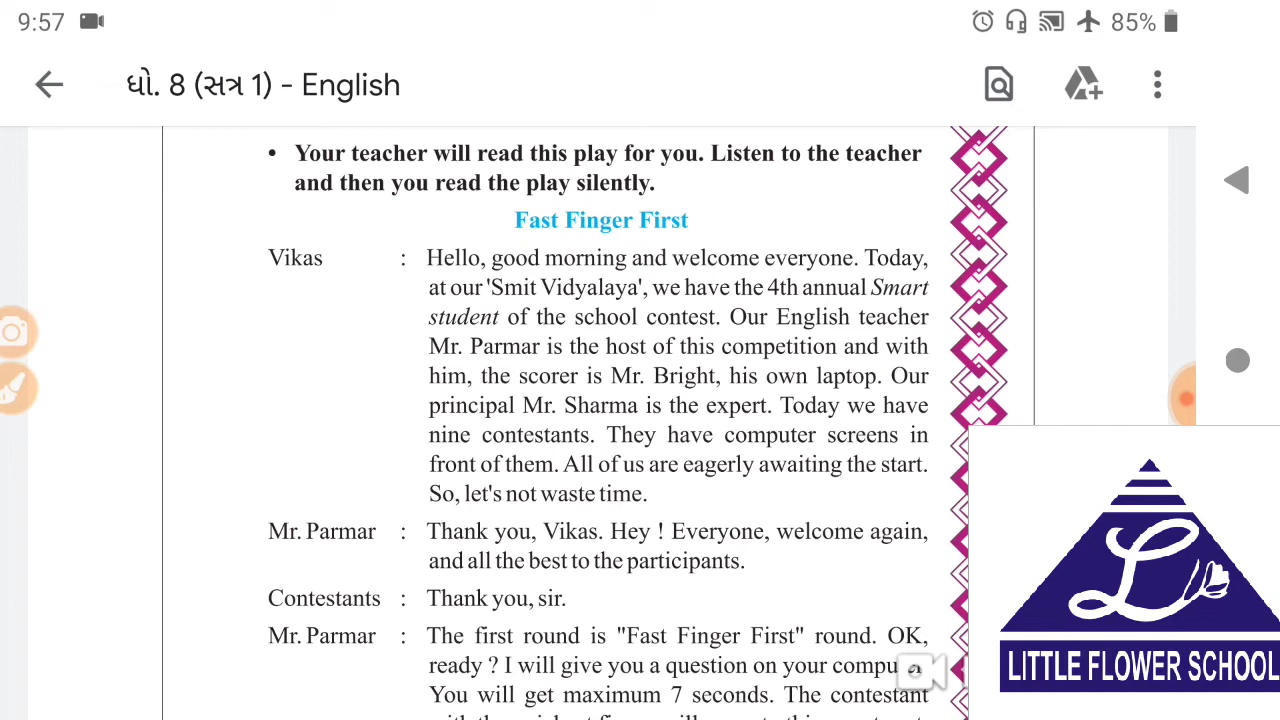 9:57
85%
ધો. 8 (સત્ર 1) - English
• Your teacher will read this play for you. Listen to the teacher
and then you read the play silently.
Fast Finger First
Vikas : Hello, good morning and welcome everyone. Today,
at our 'Smit Vidyalaya', we have the 4th annual Smart
student of the school contest. Our English teacher
Mr. Parmar is the host of this competition and with
him, the scorer is Mr. Bright, his own laptop. Our
principal Mr. Sharma is the expert. Today we have
nine contestants. They have computer screens in
front of them. All of us are eagerly awaiting the start.
So, let's not waste time.
Mr. Parmar : Thank you, Vikas. Hey ! Everyone, welcome again,
and all the best to the participants.
Contestants : Thank you, sir.
Mr. Parmar : The first round is "Fast Finger First" round. OK,
ready ? I will give you a question on your
You will get maximum 7 seconds. The contestant
L
LITTLE FLOWER SCHOOL